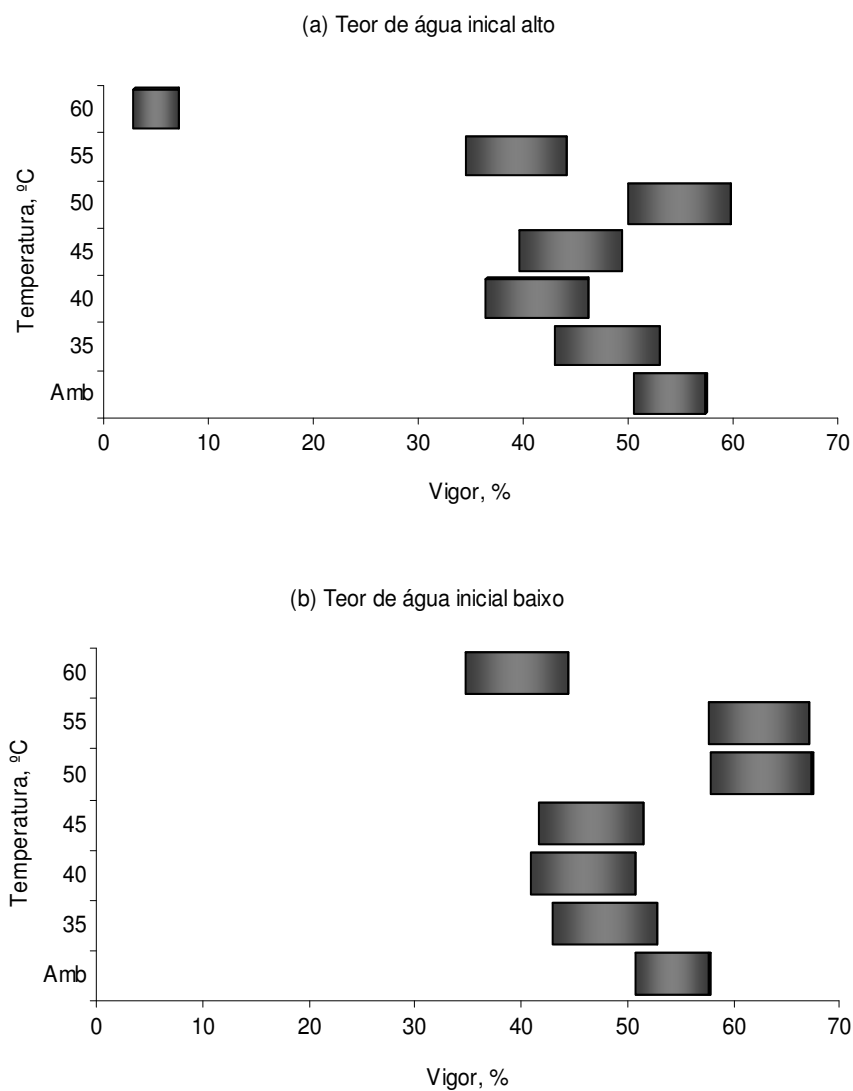 (a) Teor de água inical alto
Temperatura, ºC
60
55
50
45
40
35
Amb
0 10 20 30 40 50 60 70
Vigor, %
(b) Teor de água inicial baixo
Temperatura, ºC
60
55
50
45
40
35
Amb
0 10 20 30 40 50 60 70
Vigor, %